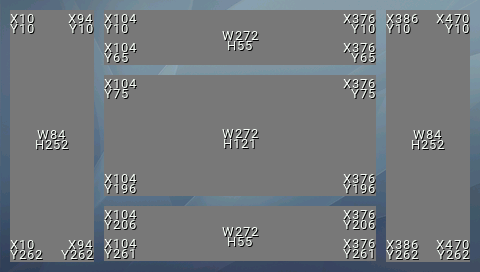 X10 X94
Y10 Y10
W84
H252
X10 X94
Y262 Y262
X104 X376
Y10 Y10
W272
H55
X104 X376
Y65 Y65
X104 X376
Y75 Y75
W272
H121
X104 X376
Y196 Y196
X104 X376
Y206 Y206
W272
H55
X104 X376
Y261 Y261
X386 X470
Y10 Y10
W84
H252
X386 X470
Y262 Y262